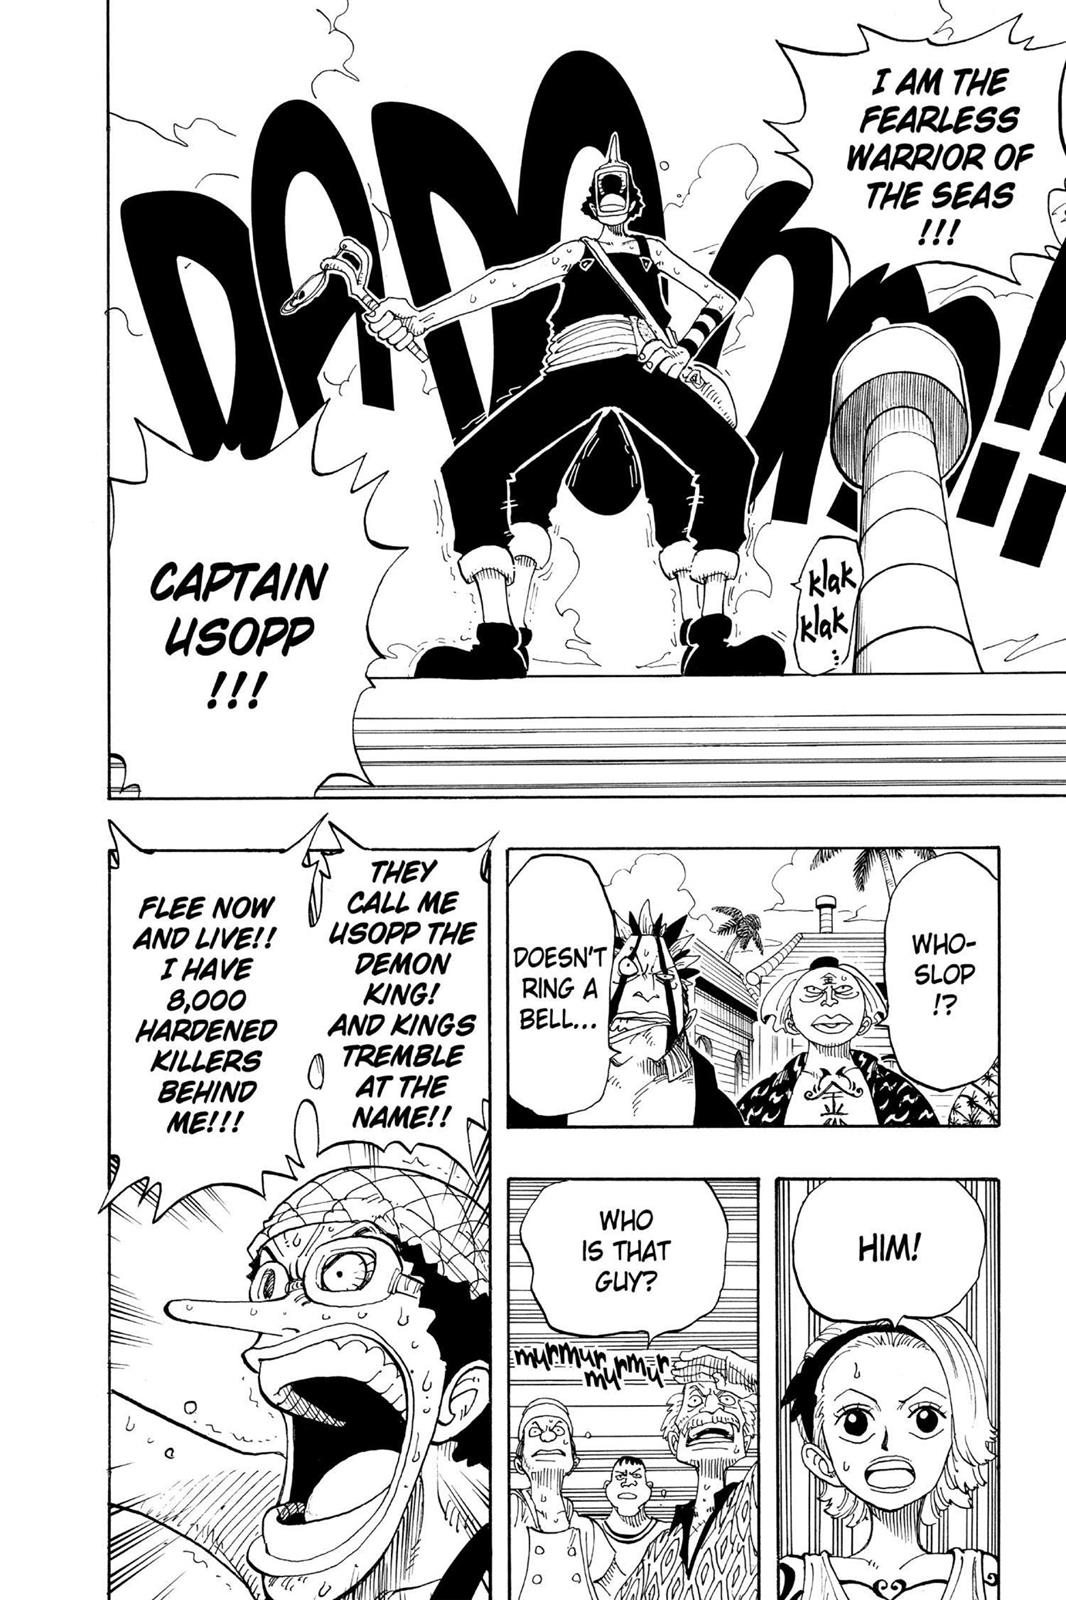 I AM THE
FEARLESS
WARRIOR OF
THE SEAS
!!!
DADOOM!!
CAPTAIN
USOPP
!!!
klak
klak
...
WHO-
SLOP
!?
DOESN'T
RING A
BELL...
THEY
CALL ME
USOPP THE
DEMON
KING!
AND KINGS
TREMBLE
AT THE
NAME!!
FLEE NOW
AND LIVE!!
I HAVE
8,000
HARDENED
KILLERS
BEHIND
ME!!!
HIM!
WHO
IS THAT
GUY?
murmur
murmur